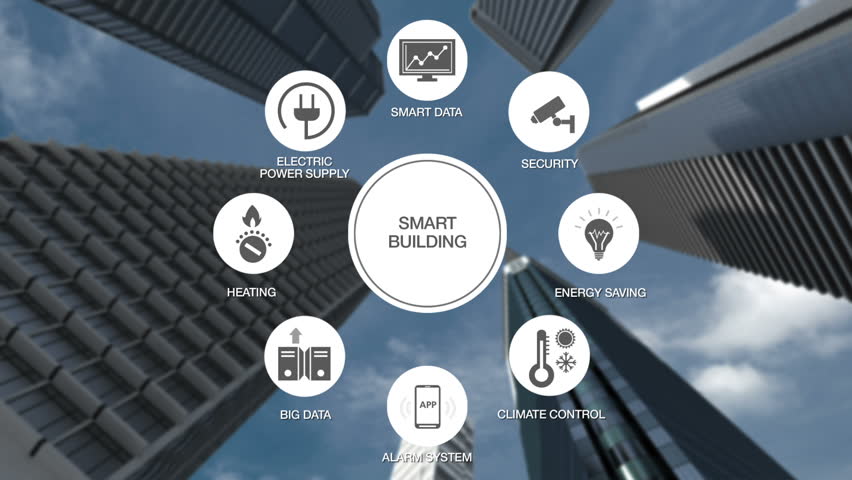 SMART DATA
ELECTRIC
POWER SUPPLY
SECURITY
SMART
BUILDING
HEATING
ENERGY SAVING
BIG DATA
APP
CLIMATE CONTROL
ALARM SYSTEM